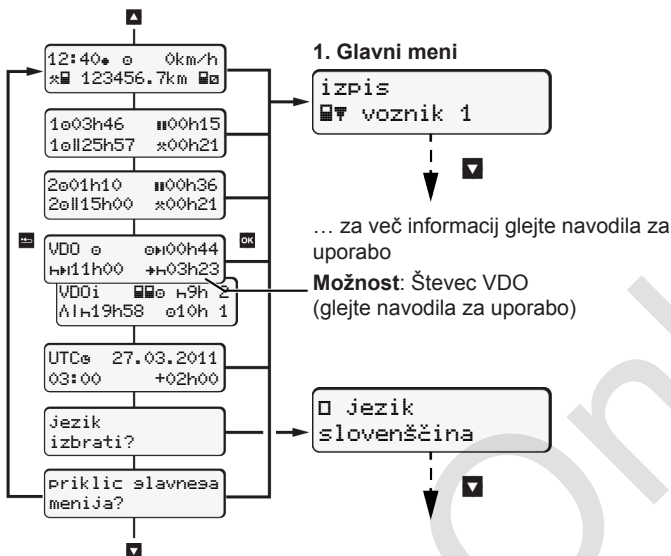 12:40 0km/h
123456.7km
1 03h46 00h15
1 25h57 00h21
2 01h10 00h36
2 15h00 00h21
VDO 00h44
11h00 03h23
VDOi 9h 2
19h58 10h 1
UTC 27.03.2011
03:00 +02h00
jezik
izbrati?
priklic glavnega
menija?
OK
1. Glavni meni
izpis
voznik 1
… za več informacij glejte navodila za
uporabo
Možnost: Števec VDO
(glejte navodila za uporabo)
jezik
slovenščina